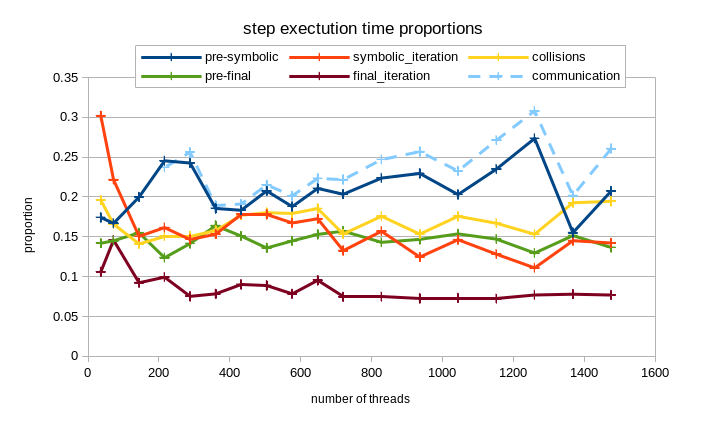 step exectution time proportions
pre-symbolic symbolic_iteration collisions
pre-final final_iteration communication
0.35
0.3
0.25
0.2
0.15
0.1
0.05
0
proportion
0 200 400 600 800 1000 1200 1400 1600
number of threads